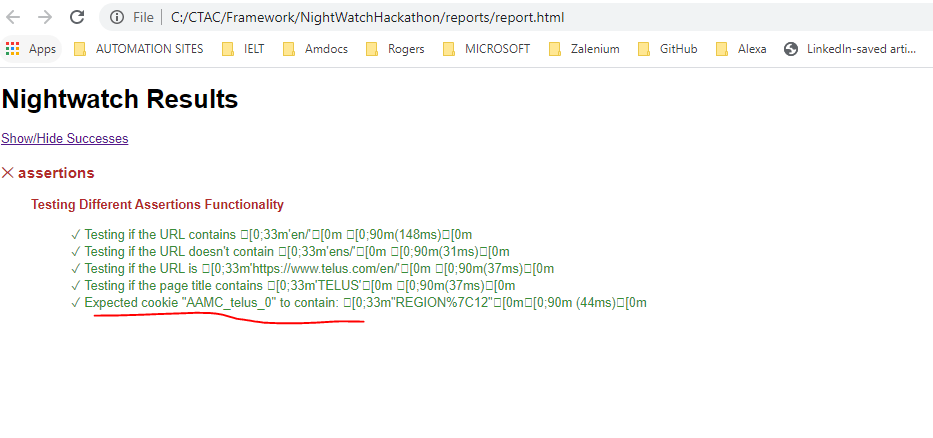 File | C:/CTAC/Framework/NightWatchHackathon/reports/report.html
Apps AUTOMATION SITES IELT Amdocs Rogers MICROSOFT Zalenium GitHub Alexa LinkedIn-saved arti...
Nightwatch Results
Show/Hide Successes
✕ assertions
Testing Different Assertions Functionality
✓ Testing if the URL contains □[0;33m'en/'□[0m □[0;90m(148ms)□[0m
✓ Testing if the URL doesn't contain □[0;33m'ens/'□[0m □[0;90m(31ms)□[0m
✓ Testing if the URL is □[0;33m'https://www.telus.com/en/'□[0m □[0;90m(37ms)□[0m
✓ Testing if the page title contains □[0;33m'TELUS'□[0m □[0;90m(37ms)□[0m
✓ Expected cookie "AAMC_telus_0" to contain: □[0;33m"REGION%7C12"□[0m□[0;90m (44ms)□[0m